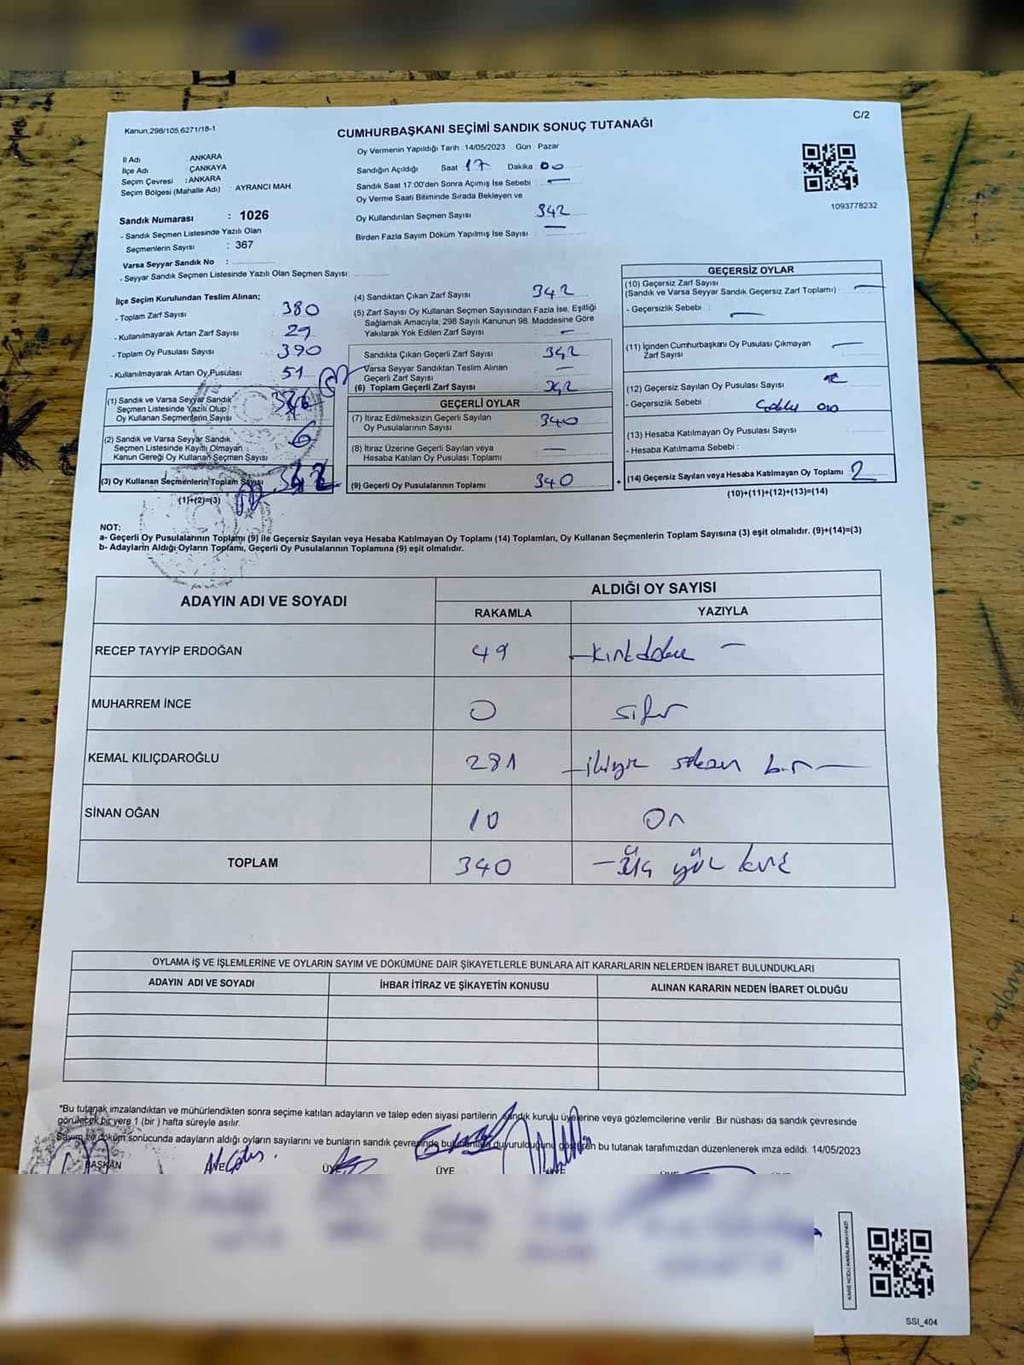 Kanun,298/105,6271/18-1
C/2
CUMHURBAŞKANI SEÇİMİ SANDIK SONUÇ TUTANAĞI
İl Adı : ANKARA
İlçe Adı : ÇANKAYA
Seçim Çevresi : ANKARA
Seçim Bölgesi (Mahalle Adı) : AYRANCI MAH.
Sandık Numarası : 1026
- Sandık Seçmen Listesinde Yazılı Olan
Seçmenlerin Sayısı : 367
Varsa Seyyar Sandık No :
- Seyyar Sandık Seçmen Listesinde Yazılı Olan Seçmen Sayısı:
Oy Vermenin Yapıldığı Tarih : 14/05/2023 Gün Pazar
Sandığın Açıldığı Saat 17 Dakika 00
Sandık Saat 17:00'den Sonra Açımış İse Sebebi —
Oy Verme Saati Bitiminde Sırada Bekleyen ve
Oy Kullandırılan Seçmen Sayısı 342
Birden Fazla Sayım Döküm Yapılmış İse Sayısı : —
1093778232
İlçe Seçim Kurulundan Teslim Alınan;
- Toplam Zarf Sayısı : 380
- Kullanılmayarak Artan Zarf Sayısı : 29
- Toplam Oy Pusulası Sayısı : 390
- Kullanılmayarak Artan Oy Pusulası : 51
(1) Sandık ve Varsa Seyyar Sandık
Seçmen Listesinde Yazılı Olup
Oy Kullanan Seçmenlerin Sayısı
(2) Sandık ve Varsa Seyyar Sandık
Seçmen Listesinde Kayıtlı Olmayan
Kanun Gereği Oy Kullanan Seçmen Sayısı : 6
(3) Oy Kullanan Seçmenlerin Toplam Sayısı 342
(1)+(2)=(3)
(4) Sandıktan Çıkan Zarf Sayısı : 342
(5) Zarf Sayısı Oy Kullanan Seçmen Sayısından Fazla İse, Eşitliği
Sağlamak Amacıyla, 298 Sayılı Kanunun 98. Maddesine Göre
Yakılarak Yok Edilen Zarf Sayısı : —
Sandıkta Çıkan Geçerli Zarf Sayısı : 342
Varsa Seyyar Sandıktan Teslim Alınan
Geçerli Zarf Sayısı : —
(6) Toplam Geçerli Zarf Sayısı : 342
GEÇERLİ OYLAR
(7) İtiraz Edilmeksizin Geçerli Sayılan
Oy Pusulalarının Sayısı : 340
(8) İtiraz Üzerine Geçerli Sayılan veya
Hesaba Katılan Oy Pusulası Toplamı : —
(9) Geçerli Oy Pusulalarının Toplamı : 340
GEÇERSİZ OYLAR
(10) Geçersiz Zarf Sayısı
(Sandık ve Varsa Seyyar Sandık Geçersiz Zarf Toplamı) : —
- Geçersizlik Sebebi : —
(11) İçinden Cumhurbaşkanı Oy Pusulası Çıkmayan
Zarf Sayısı : —
(12) Geçersiz Sayılan Oy Pusulası Sayısı :
- Geçersizlik Sebebi :
(13) Hesaba Katılmayan Oy Pusulası Sayısı :
- Hesaba Katılmama Sebebi :
(14) Geçersiz Sayılan veya Hesaba Katılmayan Oy Toplamı : 2
(10)+(11)+(12)+(13)=(14)
NOT:
a- Geçerli Oy Pusulalarının Toplamı (9) ile Geçersiz Sayılan veya Hesaba Katılmayan Oy Toplamı (14) Toplamları, Oy Kullanan Seçmenlerin Toplam Sayısına (3) eşit olmalıdır. (9)+(14)=(3)
b- Adayların Aldığı Oyların Toplamı, Geçerli Oy Pusulalarının Toplamına (9) eşit olmalıdır.
ADAYIN ADI VE SOYADI
ALDIĞI OY SAYISI
RAKAMLA YAZIYLA
RECEP TAYYİP ERDOĞAN 49 kırkdokuz —
MUHARREM İNCE 0 sıfır
KEMAL KILIÇDAROĞLU 281 ikiyüz seksen bir —
SİNAN OĞAN 10 On
TOPLAM 340 — üç yüz kırk
OYLAMA İŞ VE İŞLEMLERİNE VE OYLARIN SAYIM VE DÖKÜMÜNE DAİR ŞİKAYETLERLE BUNLARA AİT KARARLARIN NELERDEN İBARET BULUNDUKLARI
ADAYIN ADI VE SOYADI İHBAR İTİRAZ VE ŞİKAYETİN KONUSU ALINAN KARARIN NEDEN İBARET OLDUĞU
*Bu tutanak imzalandıktan ve mühürlendikten sonra seçime katılan adayların ve talep eden siyasi partilerin sandık kurulu üyelerine veya gözlemcilerine verilir .Bir nüshası da sandık çevresinde
görülecek bir yere 1 (bir ) hafta süreyle asılır.
Sayım ve döküm sonucunda adayların aldığı oyların sayılarını ve bunların sandık çevresinde duyurulduğunu gösteren bu tutanak tarafımızdan düzenlenerek imza edildi. 14/05/2023
BAŞKAN ÜYE ÜYE ÜYE ÜYE
SSI_404